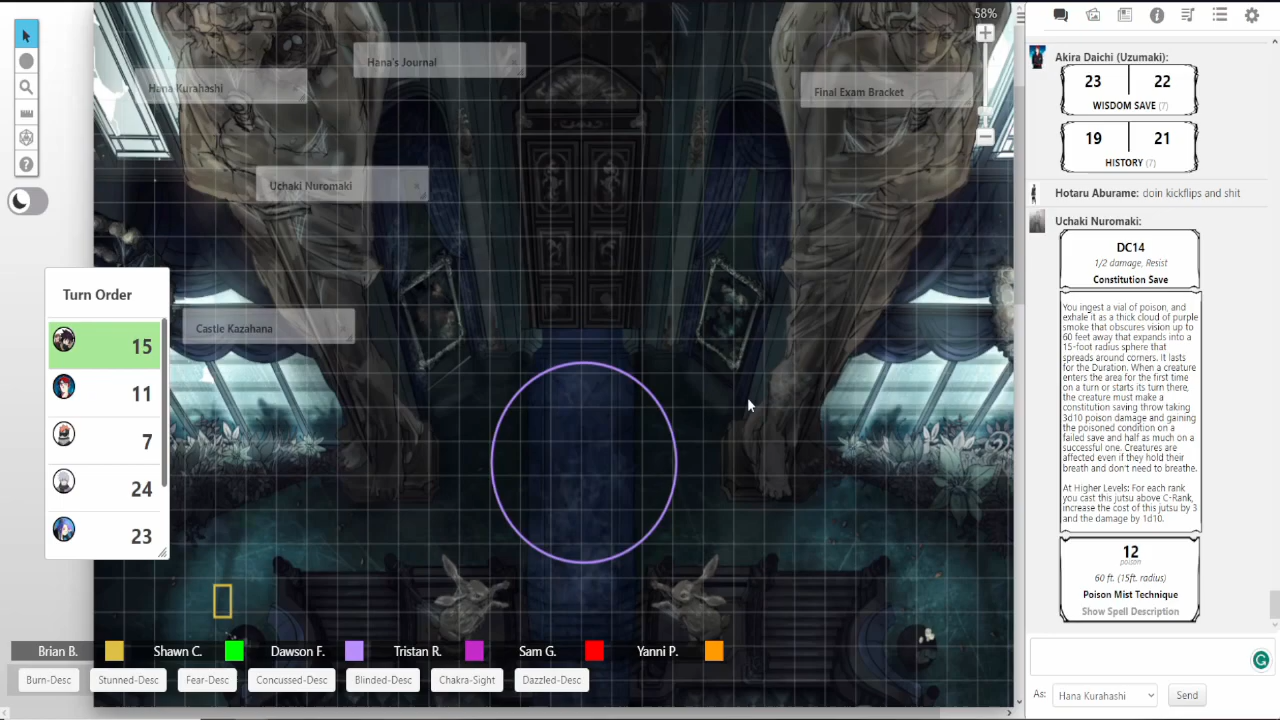 58%
Hana's Journal
Hana Kurahashi
Final Exam Bracket
Uchaki Nuromaki
Castle Kazahana
Turn Order
15
11
7
24
23
Brian B.
Shawn C.
Dawson F.
Tristan R.
Sam G.
Yanni P.
Burn-Desc
Stunned-Desc
Fear-Desc
Concussed-Desc
Blinded-Desc
Chakra-Sight
Dazzled-Desc
Akira Daichi (Uzumaki):
23 22
WISDOM SAVE (7)
19 21
HISTORY (7)
Hotaru Aburame: doin kickflips and shit
Uchaki Nuromaki:
DC14
1/2 damage, Resist
Constitution Save
You ingest a vial of poison, and
exhale it as a thick cloud of purple
smoke that obscures vision up to
60 feet away that expands into a
15-foot radius sphere that
spreads around corners. It lasts
for the Duration. When a creature
enters the area for the first time
on a turn or starts its turn there,
the creature must make a
constitution saving throw taking
3d10 poison damage and gaining
the poisoned condition on a
failed save and half as much on a
successful one. Creatures are
affected even if they hold their
breath and don't need to breathe.
At Higher Levels: For each rank
you cast this jutsu above C-Rank,
increase the cost of this jutsu by 3
and the damage by 1d10.
12
poison
60 ft. (15ft. radius)
Poison Mist Technique
Show Spell Description
As:
Hana Kurahashi
Send